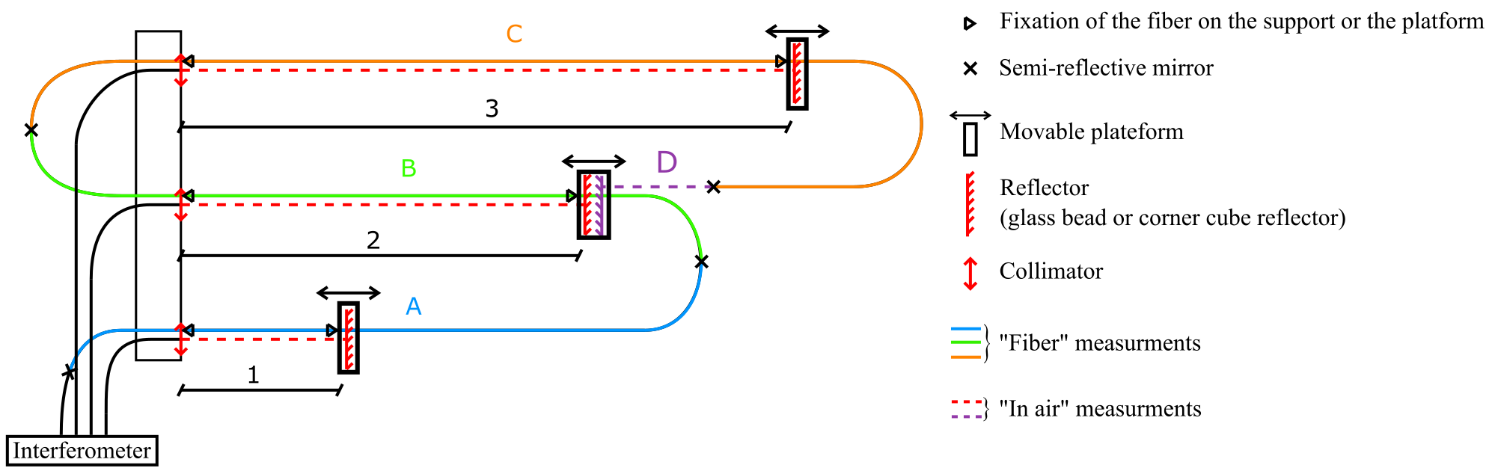 C
3
B
D
2
A
1
Interferometer
Fixation of the fiber on the support or the platform
Semi-reflective mirror
Movable plateform
Reflector
(glass bead or corner cube reflector)
Collimator
"Fiber" measurments
"In air" measurments